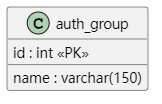 C auth_group
id : int «PK»
name : varchar(150)